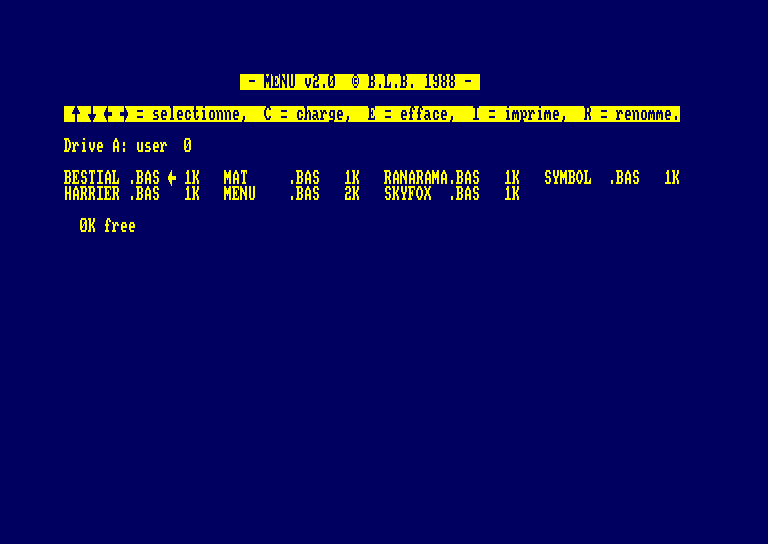 - MENU v2.0 © B.L.B. 1988 -
↑ ↓ ← → = selectionne, C = charge, E = efface, I = imprime, R = renomme.
Drive A: user 0
BESTIAL .BAS ← 1K MAT .BAS 1K RANARAMA.BAS 1K SYMBOL .BAS 1K
HARRIER .BAS 1K MENU .BAS 2K SKYFOX .BAS 1K
0K free